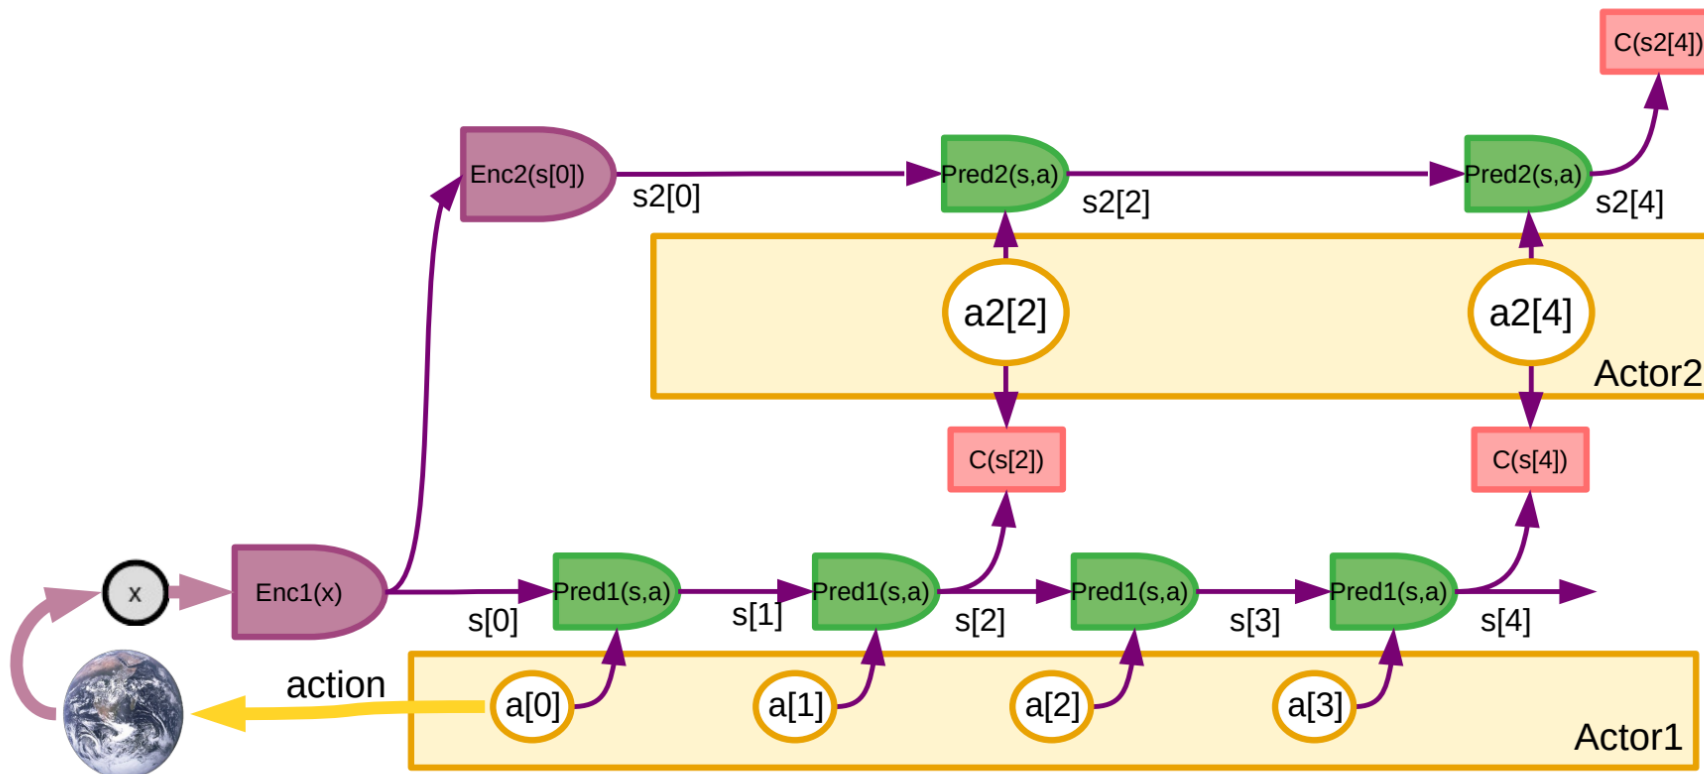 C(s2[4])
Enc2(s[0])
Pred2(s,a)
Pred2(s,a)
s2[0]
s2[2]
s2[4]
a2[2]
a2[4]
Actor2
C(s[2])
C(s[4])
x
Enc1(x)
Pred1(s,a)
Pred1(s,a)
Pred1(s,a)
Pred1(s,a)
s[0]
s[1]
s[2]
s[3]
s[4]
action
a[0]
a[1]
a[2]
a[3]
Actor1